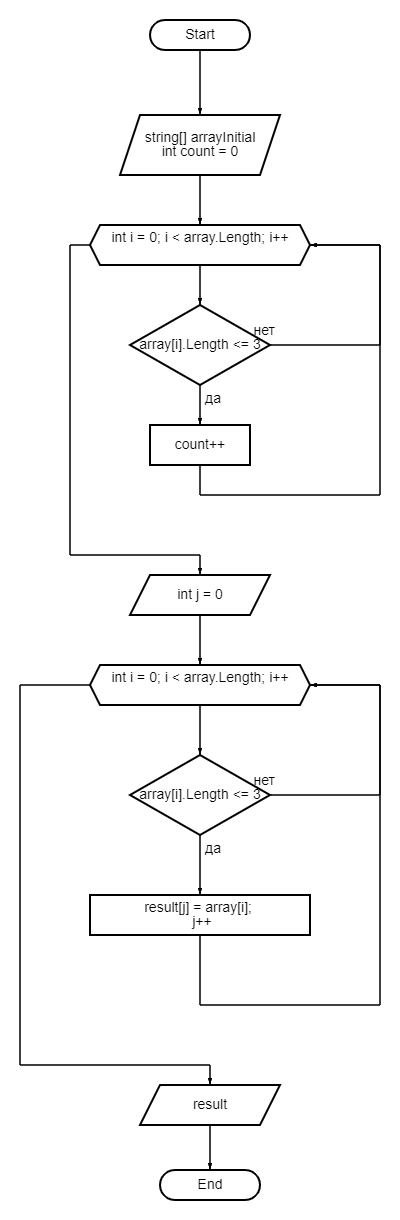 Start
string[] arrayInitial
int count = 0
int i = 0; i < array.Length; i++
нет
array[i].Length <= 3
да
count++
int j = 0
int i = 0; i < array.Length; i++
нет
array[i].Length <= 3
да
result[j] = array[i];
j++
result
End